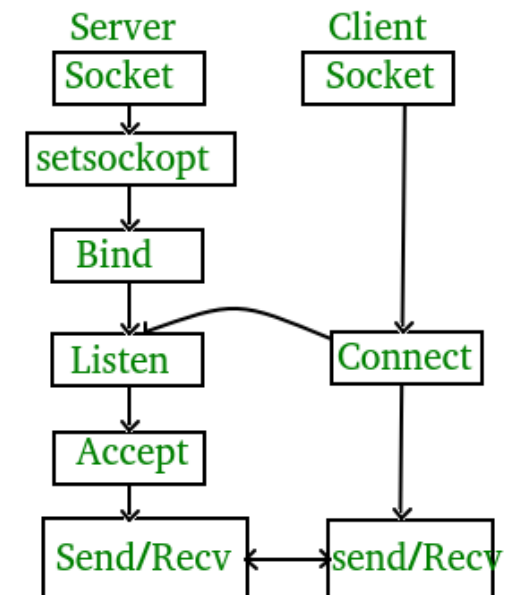 Server
Client
Socket
Socket
setsockopt
Bind
Listen
Connect
Accept
Send/Recv
send/Recv